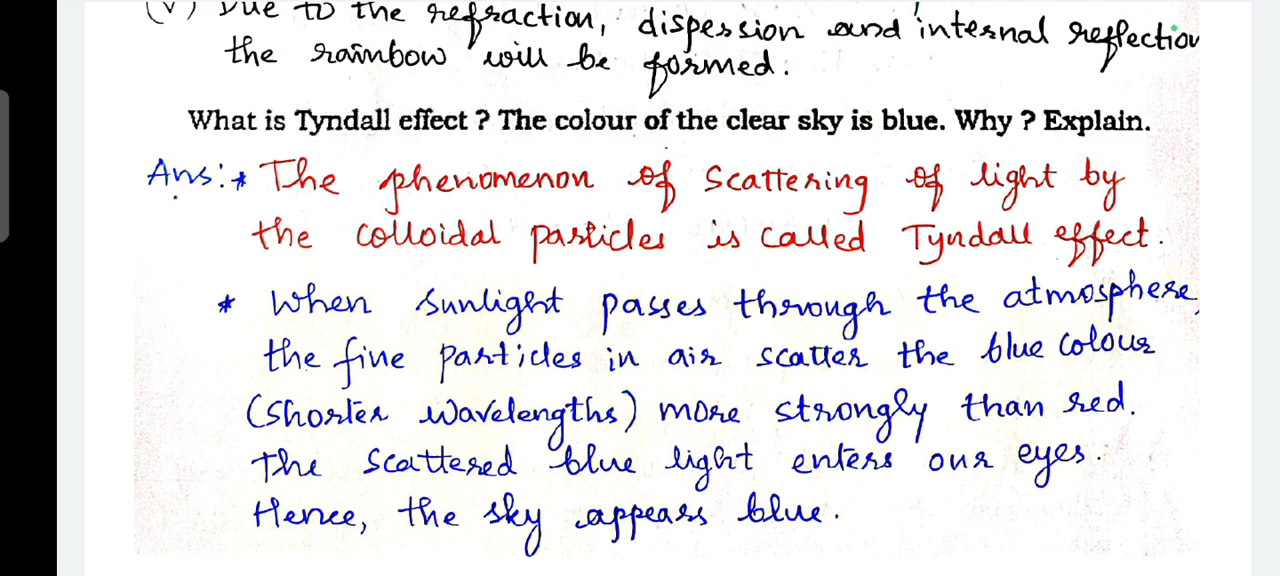 (v) Due to the refraction, dispession and internal reflection
the rainbow will be formed.
What is Tyndall effect ? The colour of the clear sky is blue. Why ? Explain.
Ans:* The phenomenon of scattering of light by
the colloidal particles is called Tyndall effect.
* When sunlight passes through the atmosphere,
the fine particles in air scatter the blue colour
(shorter wavelengths) more strongly than red.
The scattered blue light enters our eyes.
Hence, the sky appears blue.